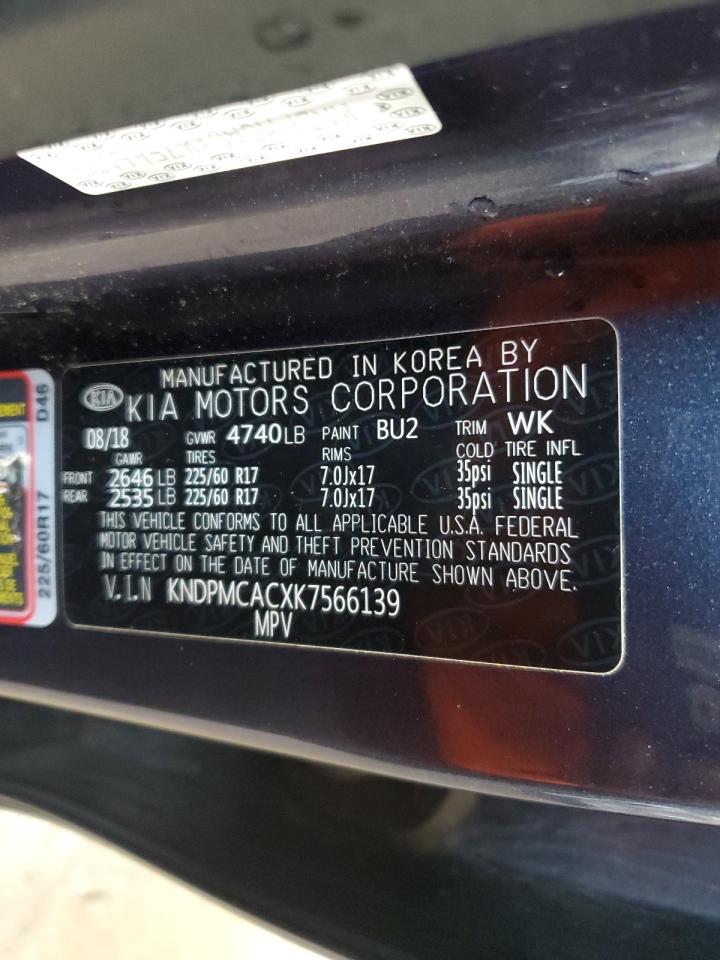 KIA
MANUFACTURED IN KOREA BY
KIA MOTORS CORPORATION
08/18 GVWR 4740LB PAINT BU2 TRIM WK
GAWR TIRES RIMS COLD TIRE INFL
FRONT 2646 LB 225/60 R17 7.0Jx17 35psi SINGLE
REAR 2535 LB 225/60 R17 7.0Jx17 35psi SINGLE
THIS VEHICLE CONFORMS TO ALL APPLICABLE U.S.A. FEDERAL
MOTOR VEHICLE SAFETY AND THEFT PREVENTION STANDARDS
IN EFFECT ON THE DATE OF MANUFACTURE SHOWN ABOVE.
V.I.N KNDPMCACXK7566139
MPV
225/60R17 D46